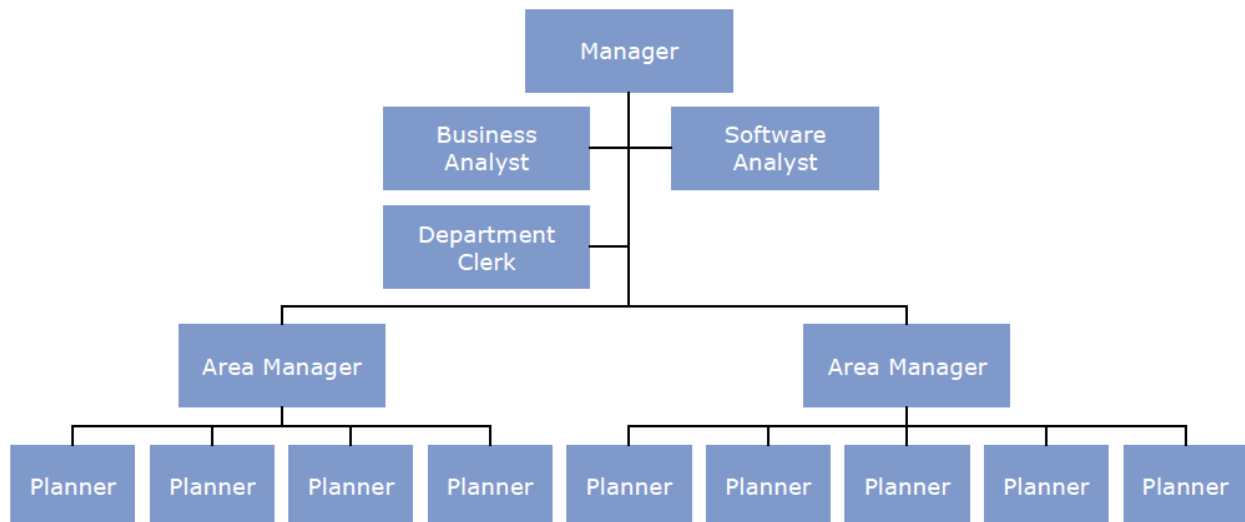 Manager
Business
Analyst
Software
Analyst
Department
Clerk
Area Manager
Area Manager
Planner
Planner
Planner
Planner
Planner
Planner
Planner
Planner
Planner